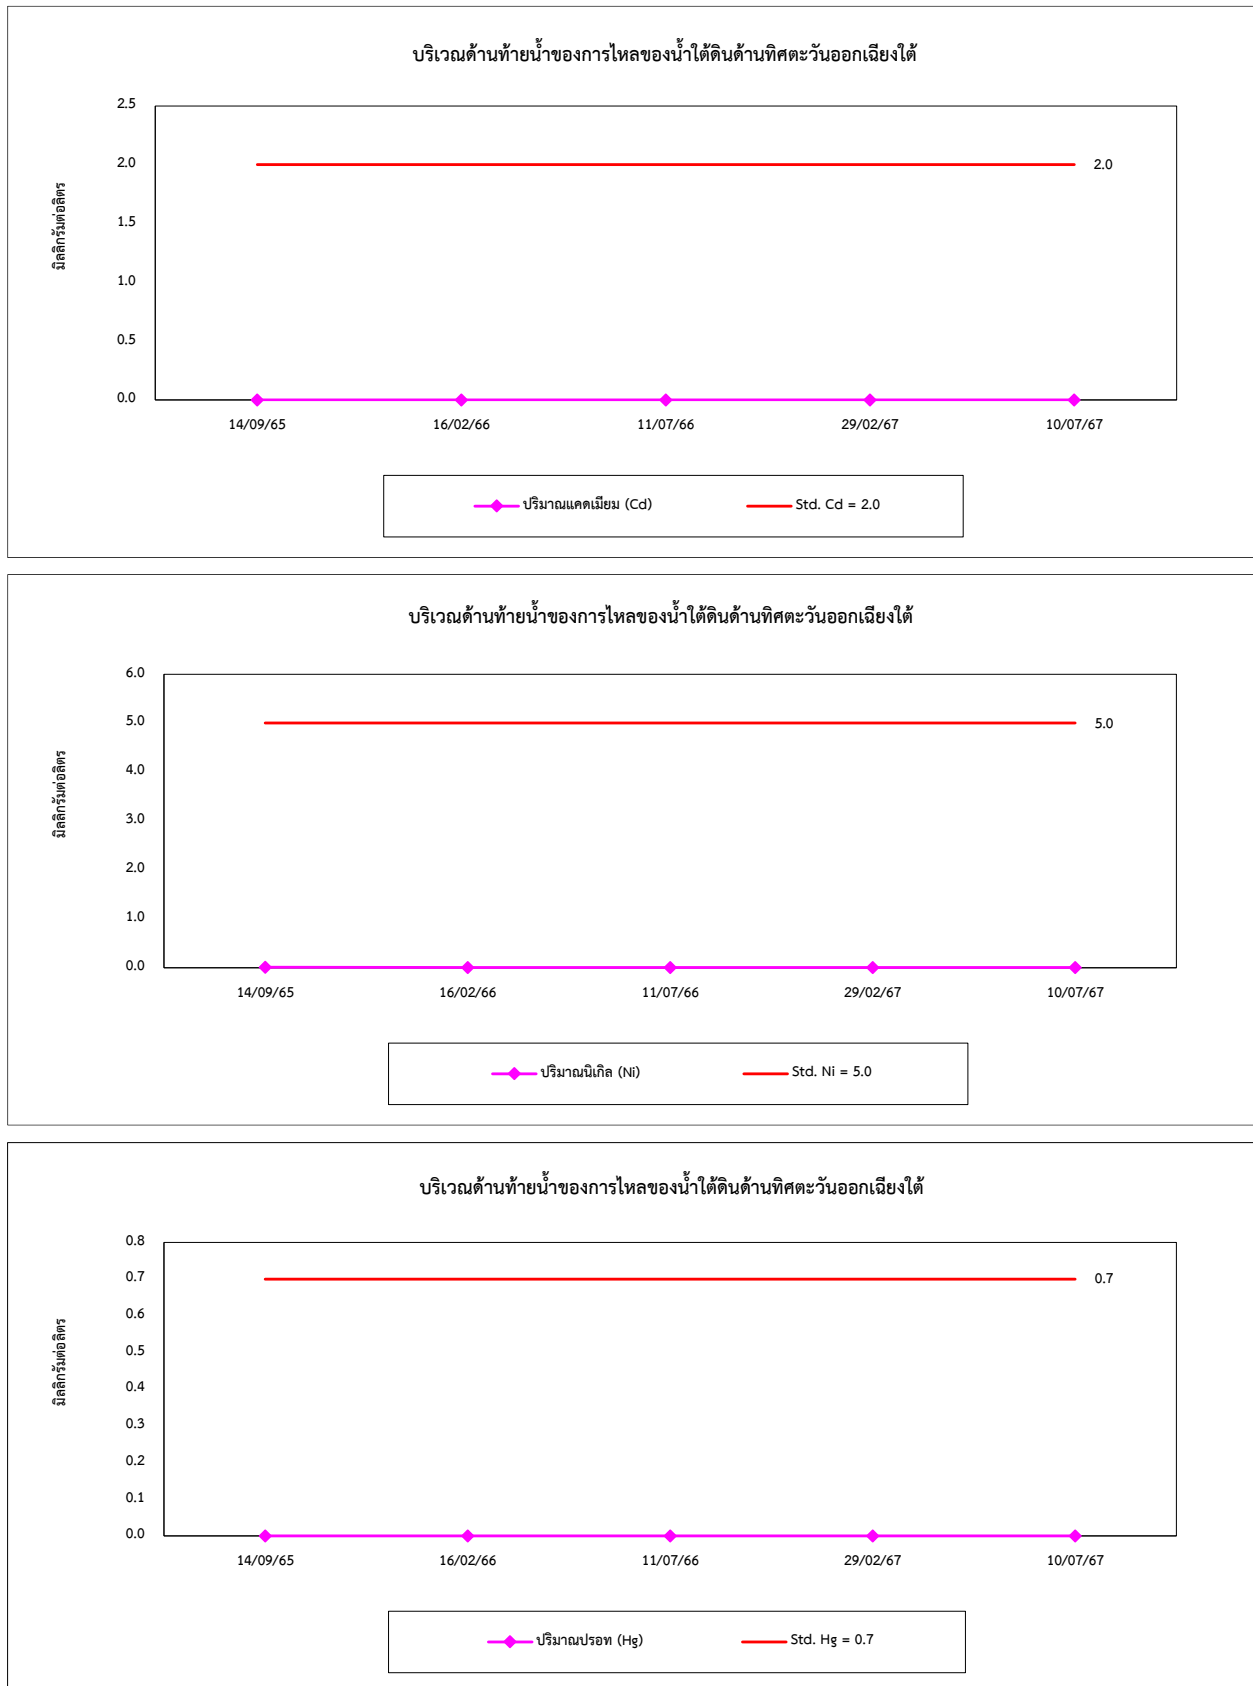 บริเวณด้านท้ายน้ำของการไหลของน้ำใต้ดินด้านทิศตะวันออกเฉียงใต้
มิลลิกรัมต่อลิตร
2.5
2.0
1.5
1.0
0.5
0.0
2.0
14/09/65 16/02/66 11/07/66 29/02/67 10/07/67
ปริมาณแคดเมียม (Cd) Std. Cd = 2.0
บริเวณด้านท้ายน้ำของการไหลของน้ำใต้ดินด้านทิศตะวันออกเฉียงใต้
มิลลิกรัมต่อลิตร
6.0
5.0
4.0
3.0
2.0
1.0
0.0
5.0
14/09/65 16/02/66 11/07/66 29/02/67 10/07/67
ปริมาณนิเกิล (Ni) Std. Ni = 5.0
บริเวณด้านท้ายน้ำของการไหลของน้ำใต้ดินด้านทิศตะวันออกเฉียงใต้
มิลลิกรัมต่อลิตร
0.8
0.7
0.6
0.5
0.4
0.3
0.2
0.1
0.0
0.7
14/09/65 16/02/66 11/07/66 29/02/67 10/07/67
ปริมาณปรอท (Hg) Std. Hg = 0.7